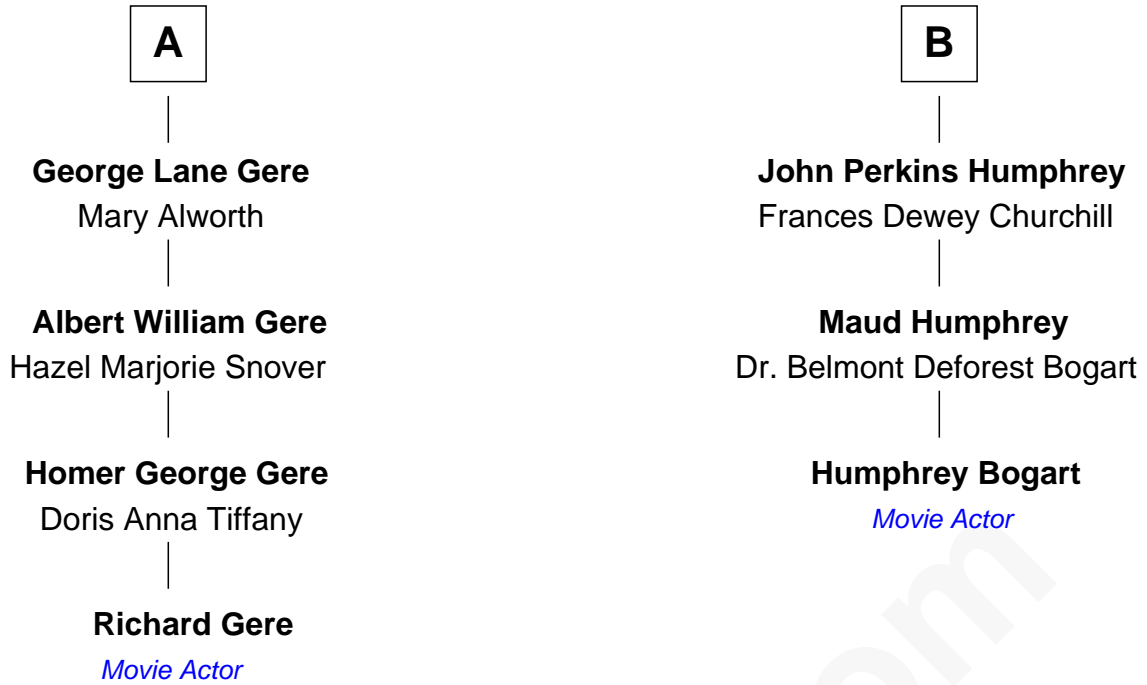 A
George Lane Gere
Mary Alworth
Albert William Gere
Hazel Marjorie Snover
Homer George Gere
Doris Anna Tiffany
Richard Gere
Movie Actor
B
John Perkins Humphrey
Frances Dewey Churchill
Maud Humphrey
Dr. Belmont Deforest Bogart
Humphrey Bogart
Movie Actor
om